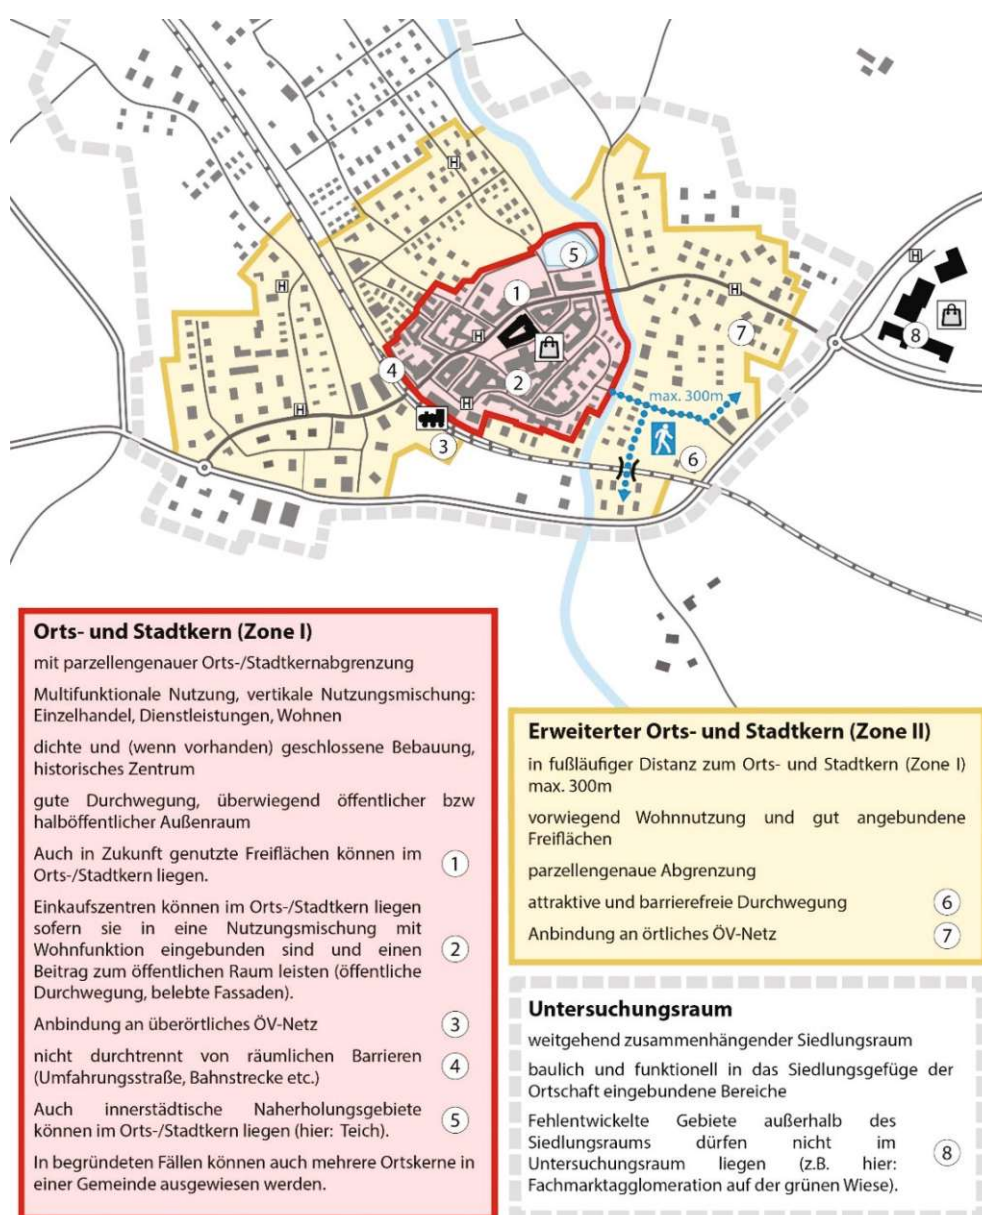 H
H
5
1
H
H
7
8
H
2
4
max. 300m
H
H
3
6
Orts- und Stadtkern (Zone I)
mit parzellengenauer Orts-/Stadtkernabgrenzung
Multifunktionale Nutzung, vertikale Nutzungsmischung:
Einzelhandel, Dienstleistungen, Wohnen
dichte und (wenn vorhanden) geschlossene Bebauung,
historisches Zentrum
gute Durchwegung, überwiegend öffentlicher bzw
halböffentlicher Außenraum
Auch in Zukunft genutzte Freiflächen können im
Orts-/Stadtkern liegen.
1
Einkaufszentren können im Orts-/Stadtkern liegen
sofern sie in eine Nutzungsmischung mit
Wohnfunktion eingebunden sind und einen
Beitrag zum öffentlichen Raum leisten (öffentliche
Durchwegung, belebte Fassaden).
2
Anbindung an überörtliches ÖV-Netz 3
nicht durchtrennt von räumlichen Barrieren
(Umfahrungsstraße, Bahnstrecke etc.)
4
Auch innerstädtische Naherholungsgebiete
können im Orts-/Stadtkern liegen (hier: Teich).
5
In begründeten Fällen können auch mehrere Ortskerne in
einer Gemeinde ausgewiesen werden.
Erweiterter Orts- und Stadtkern (Zone II)
in fußläufiger Distanz zum Orts- und Stadtkern (Zone I)
max. 300m
vorwiegend Wohnnutzung und gut angebundene
Freiflächen
parzellengenaue Abgrenzung
attraktive und barrierefreie Durchwegung 6
Anbindung an örtliches ÖV-Netz 7
Untersuchungsraum
weitgehend zusammenhängender Siedlungsraum
baulich und funktionell in das Siedlungsgefüge der
Ortschaft eingebundene Bereiche
Fehlentwickelte Gebiete außerhalb des
Siedlungsraums dürfen nicht im
Untersuchungsraum liegen (z.B. hier:
Fachmarktagglomeration auf der grünen Wiese).
8